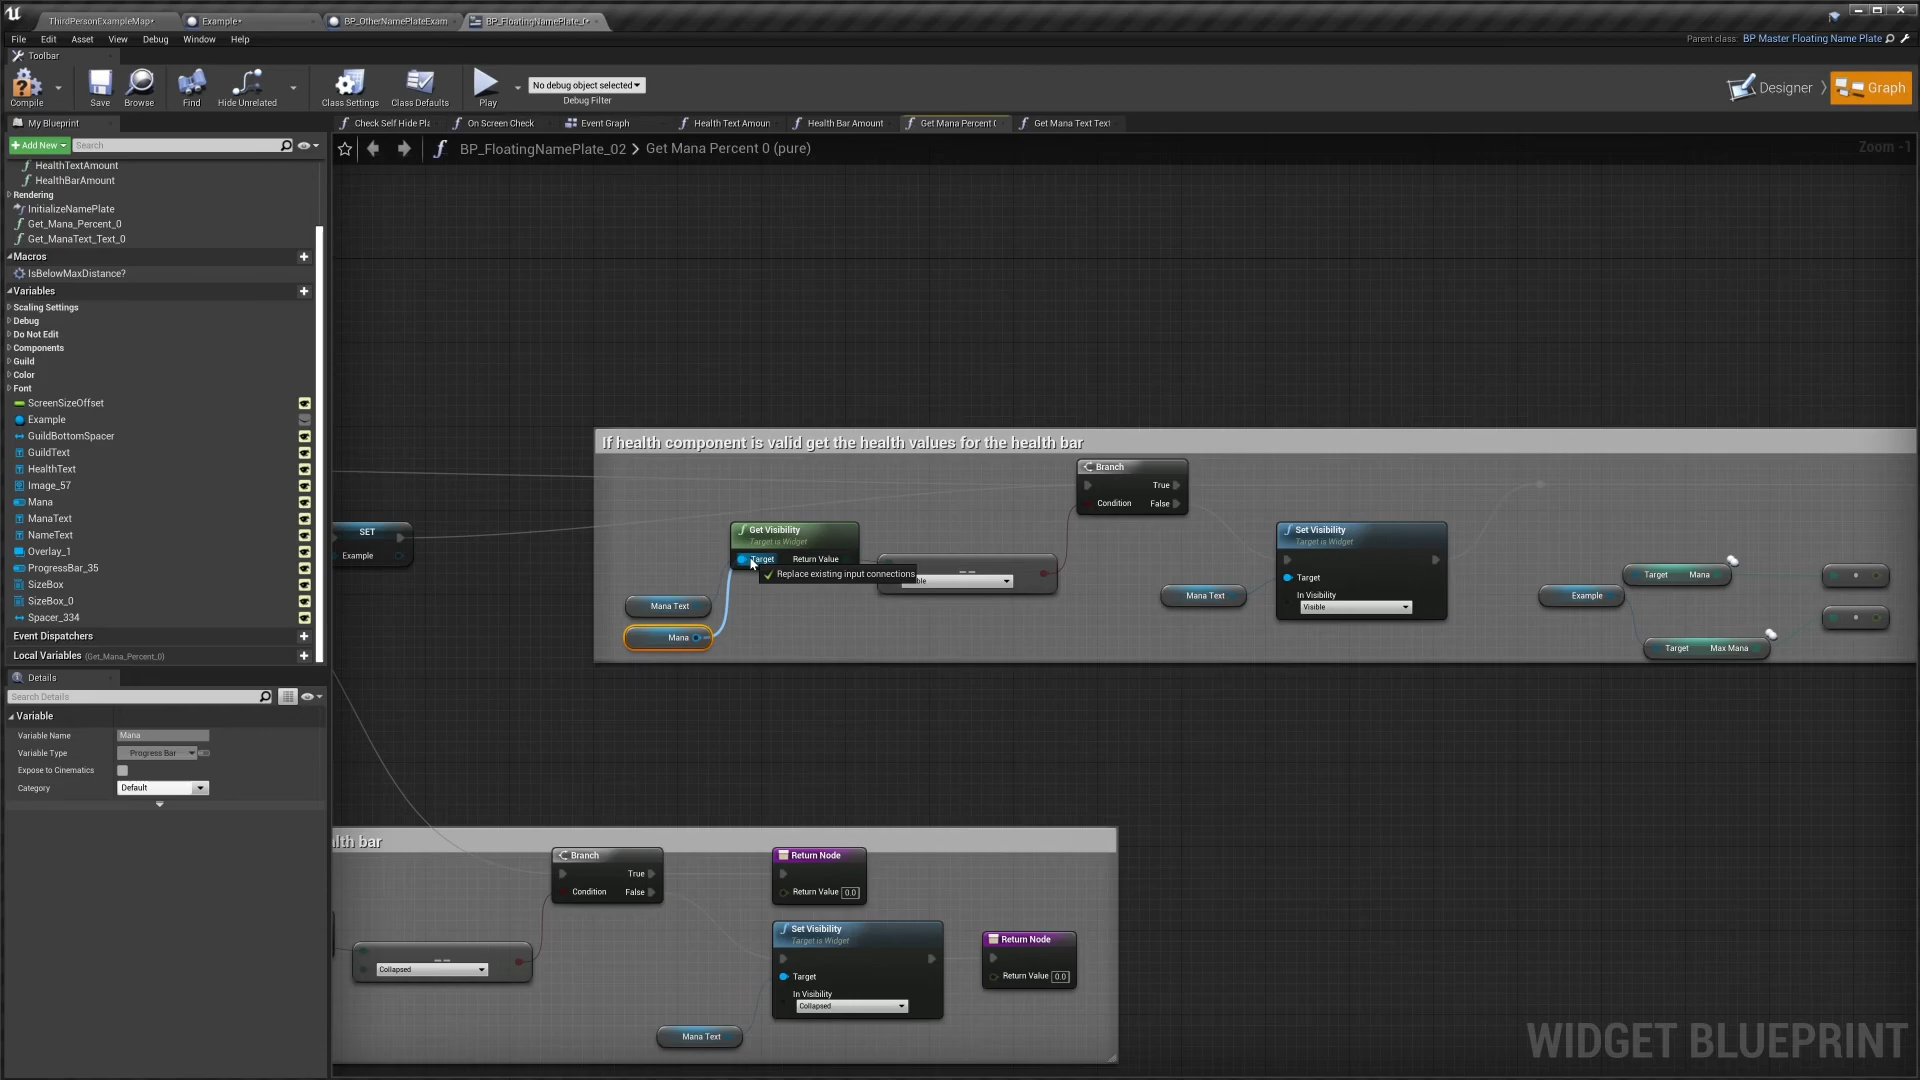 ThirdPersonExampleMap*
Example*
BP_OtherNamePlateExam
BP_FloatingNamePlate_
File
Edit
Asset
View
Debug
Window
Help
Parent class: BP Master Floating Name Plate
Toolbar
Compile
Save
Browse
Find
Hide Unrelated
Class Settings
Class Defaults
Play
No debug object selected
Debug Filter
Designer
Graph
My Blueprint
Check Self Hide Pla
On Screen Check
Event Graph
Health Text Amoun
Health Bar Amount
Get Mana Percent (
Get Mana Text Text
Add New
Search
BP_FloatingNamePlate_02 > Get Mana Percent 0 (pure)
Zoom -1
HealthTextAmount
HealthBarAmount
Rendering
InitializeNamePlate
Get_Mana_Percent_0
Get_ManaText_Text_0
Macros
IsBelowMaxDistance?
Variables
Scaling Settings
Debug
Do Not Edit
Components
Guild
Color
Font
ScreenSizeOffset
Example
GuildBottomSpacer
GuildText
HealthText
Image_57
Mana
ManaText
NameText
Overlay_1
ProgressBar_35
SizeBox
SizeBox_0
Spacer_334
Event Dispatchers
Local Variables (Get_Mana_Percent_0)
Details
Search Details
Variable
Variable Name Mana
Variable Type Progress Bar
Expose to Cinematics
Category Default
If health component is valid get the health values for the health bar
Branch
True
Condition False
SET
Example
Get Visibility
Target is Widget
Target Return Value
Replace existing input connections
==
Mana Text
Mana
Mana Text
Set Visibility
Target is Widget
Target
In Visibility
Visible
Example
Target Mana
Target Max Mana
lth bar
Branch
True
Condition False
Return Node
Return Value 0.0
==
Collapsed
Set Visibility
Target is Widget
Target
In Visibility
Collapsed
Return Node
Return Value 0.0
Mana Text
WIDGET BLUEPRINT